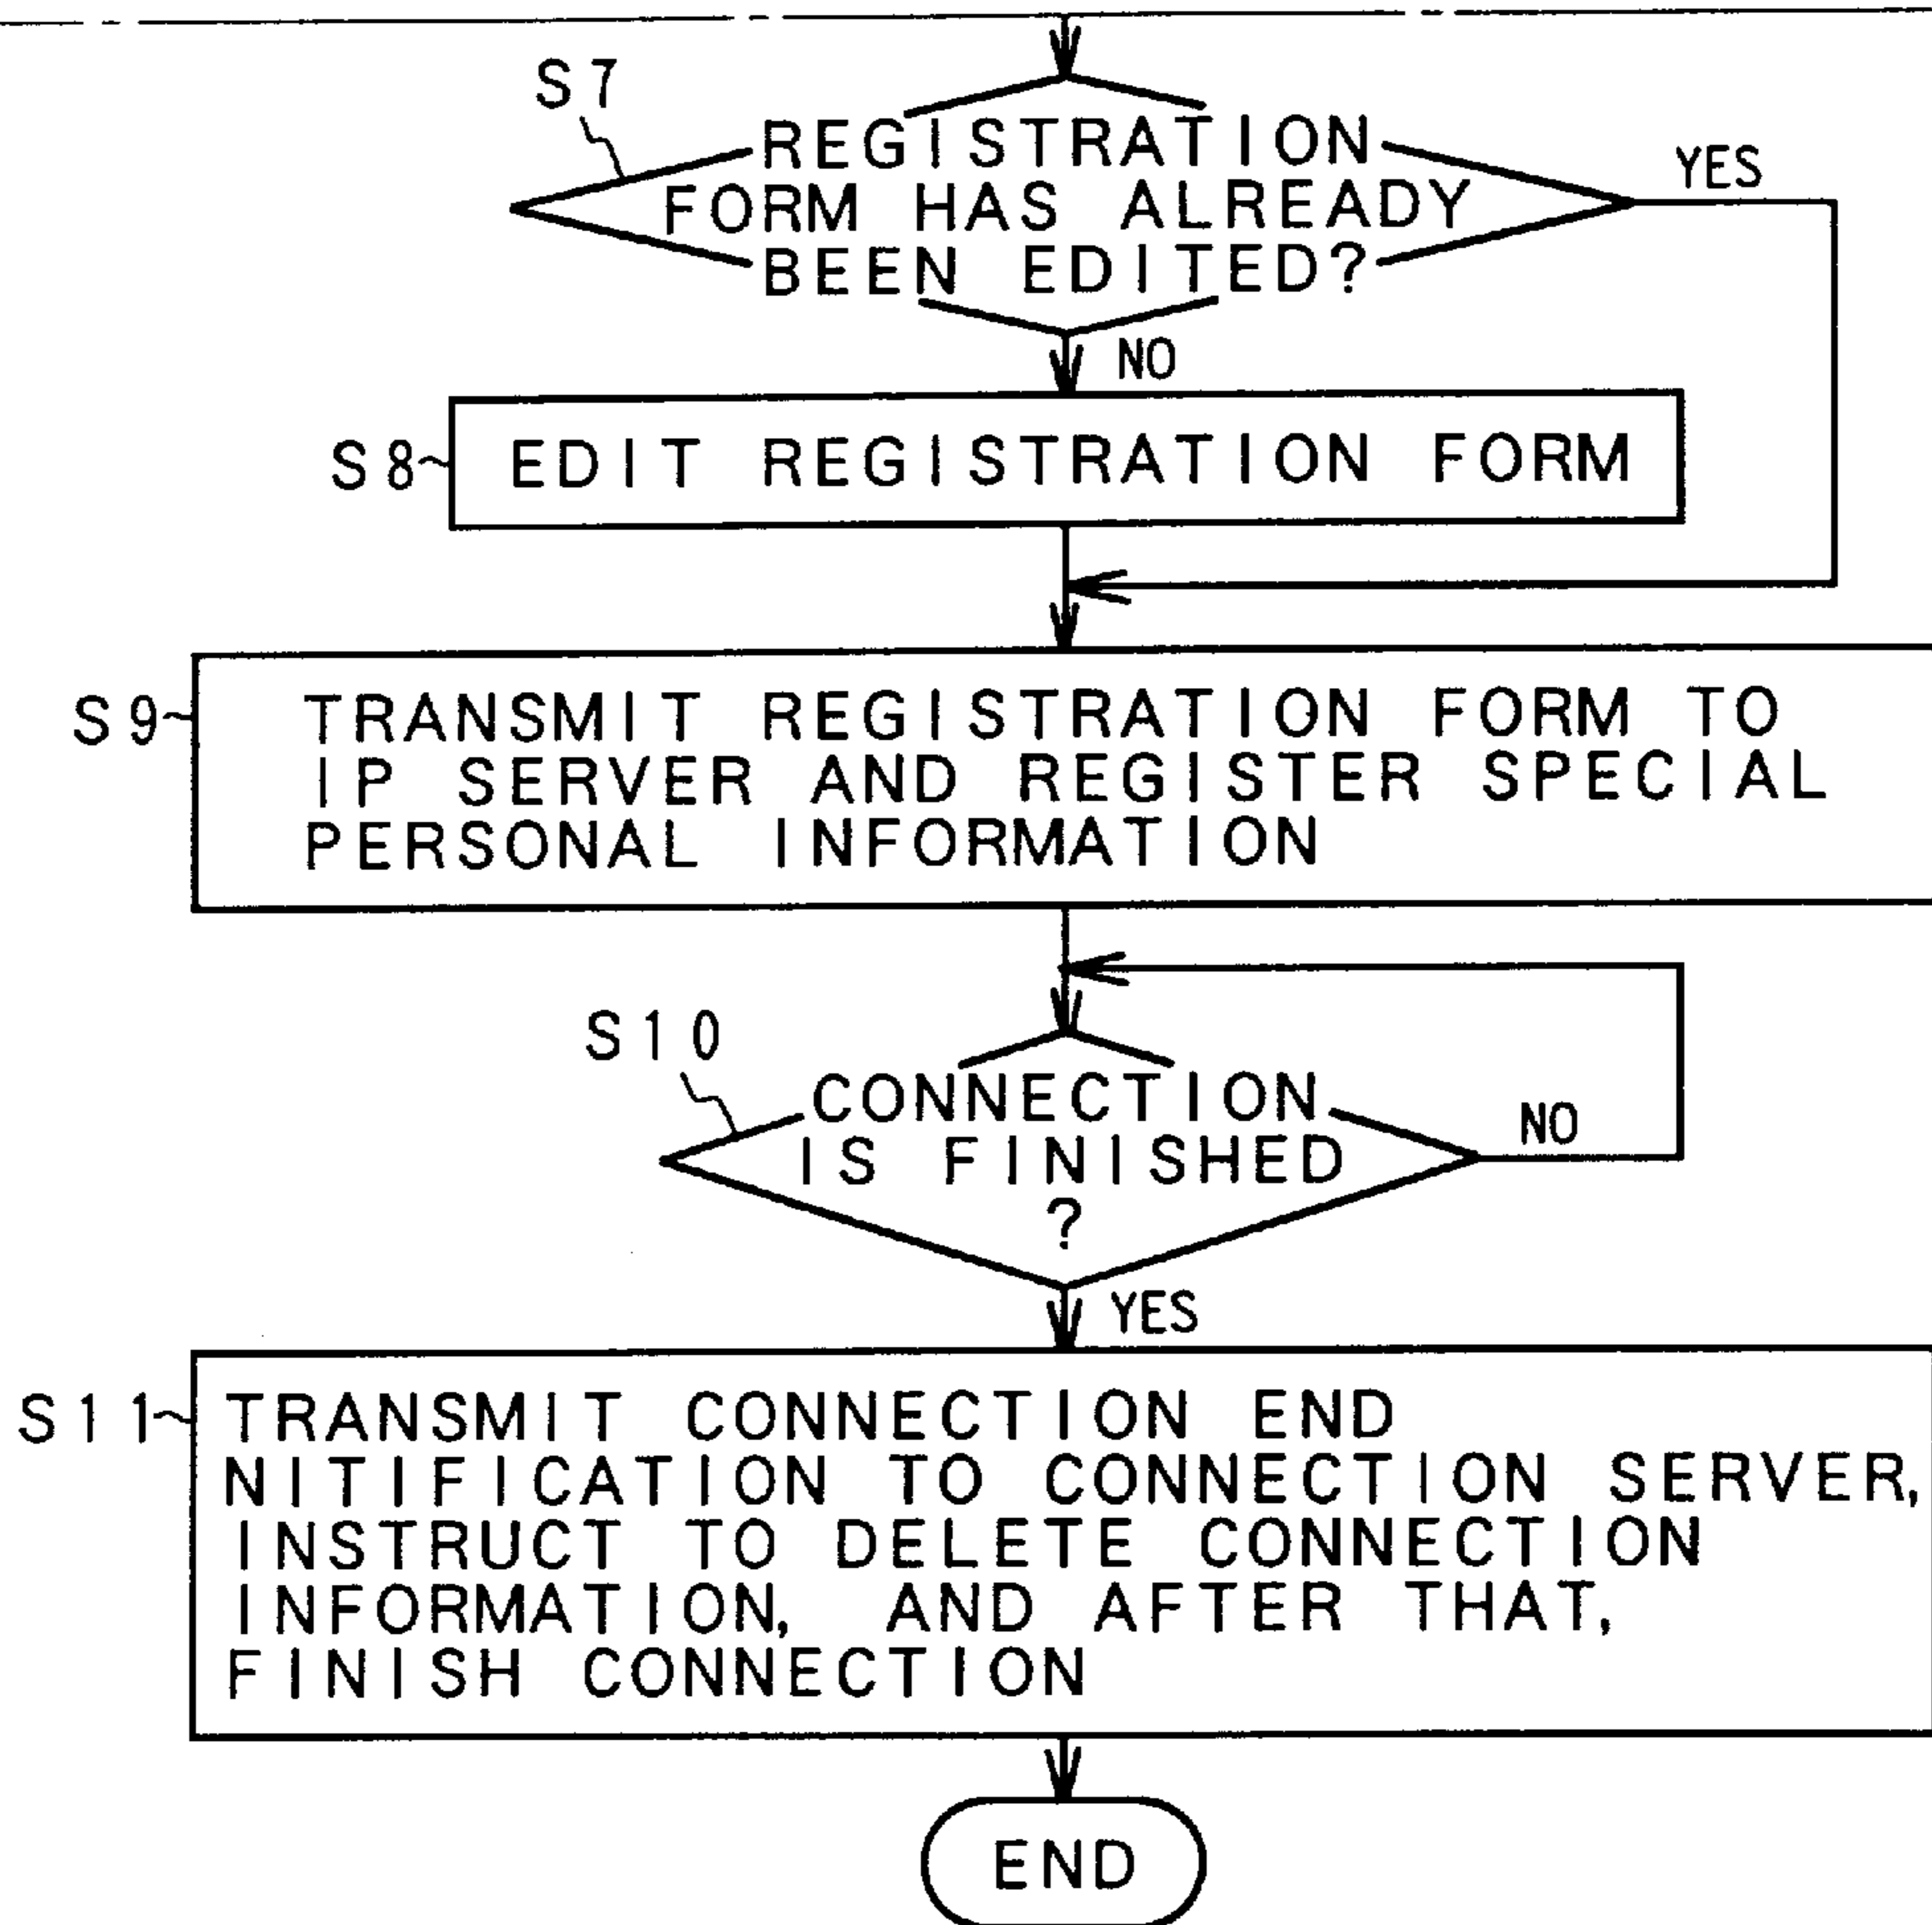 S7
REGISTRATION
FORM HAS ALREADY
BEEN EDITED?
YES
NO
S8
EDIT REGISTRATION FORM
S9
TRANSMIT REGISTRATION FORM TO
IP SERVER AND REGISTER SPECIAL
PERSONAL INFORMATION
S10
CONNECTION
IS FINISHED
?
NO
YES
S11
TRANSMIT CONNECTION END
NITIFICATION TO CONNECTION SERVER,
INSTRUCT TO DELETE CONNECTION
INFORMATION, AND AFTER THAT,
FINISH CONNECTION
END